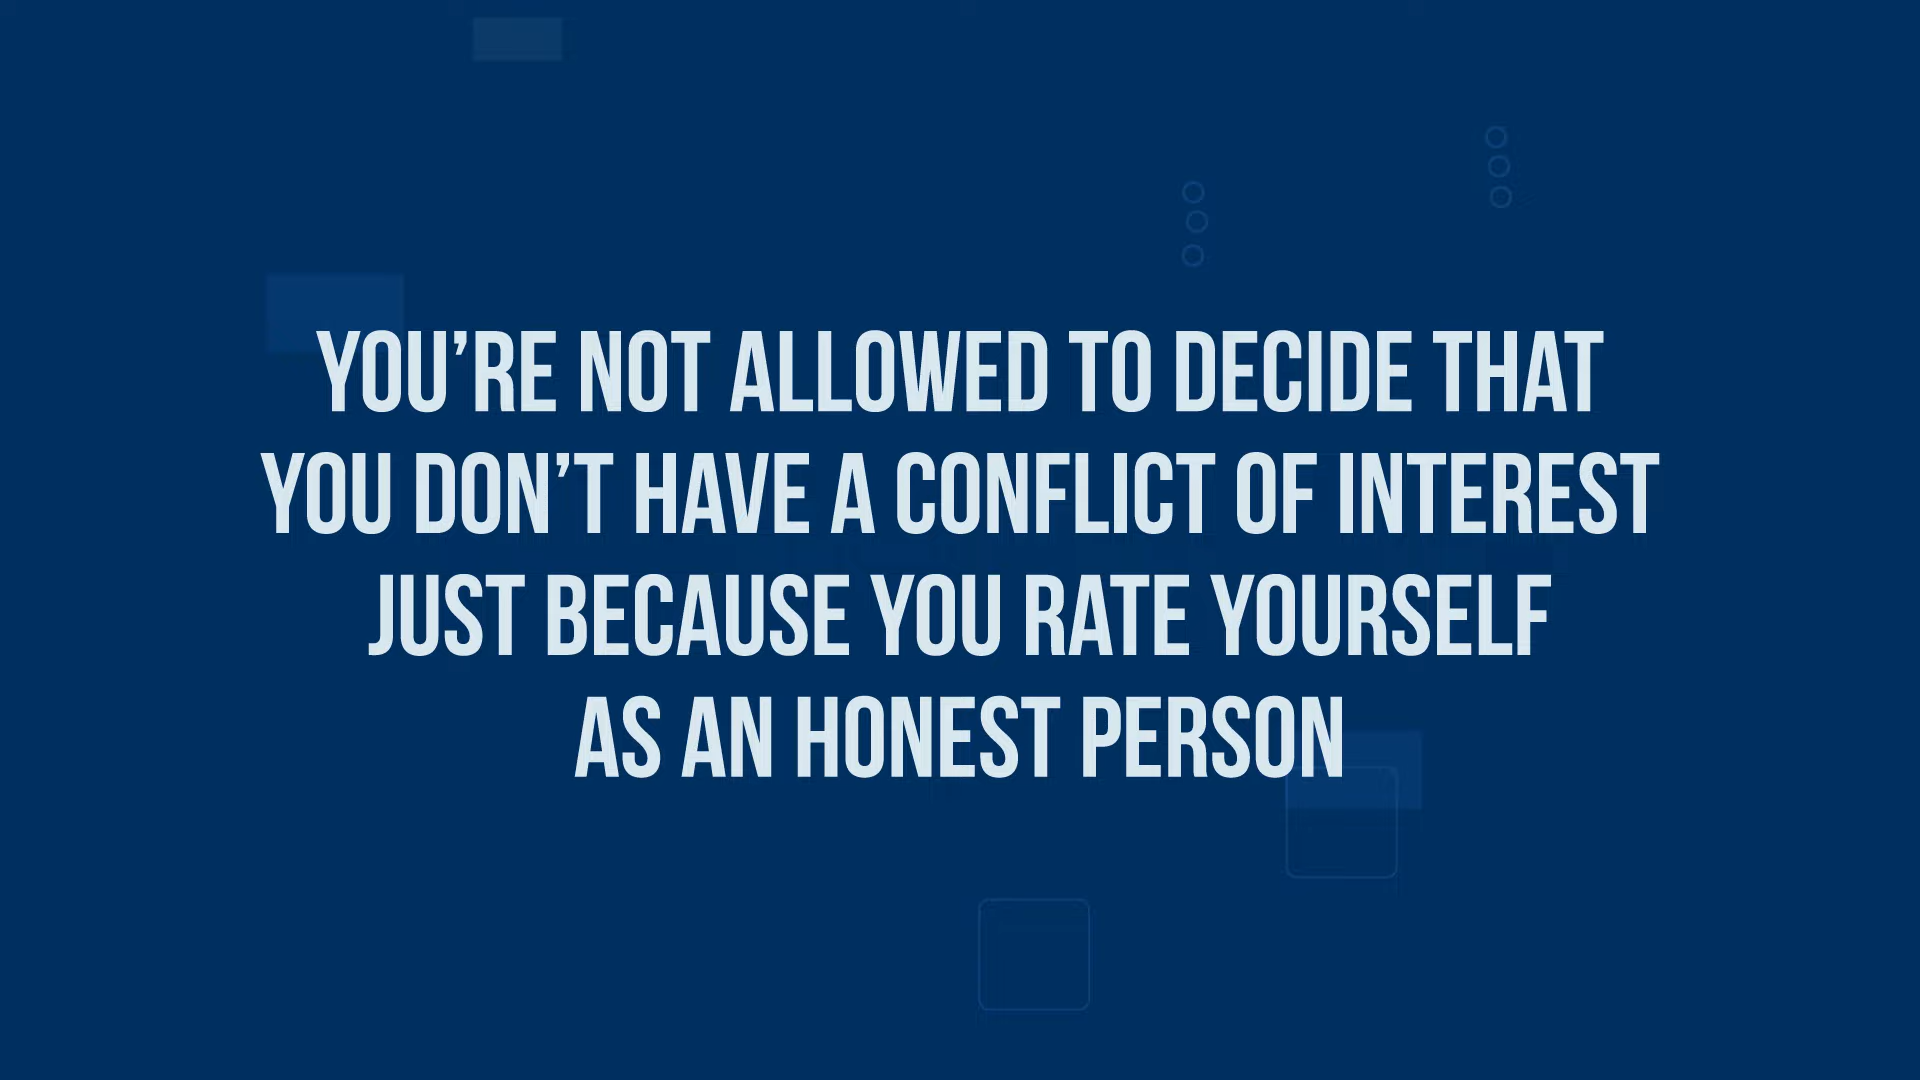 YOU’RE NOT ALLOWED TO DECIDE THAT
YOU DON’T HAVE A CONFLICT OF INTEREST
JUST BECAUSE YOU RATE YOURSELF
AS AN HONEST PERSON